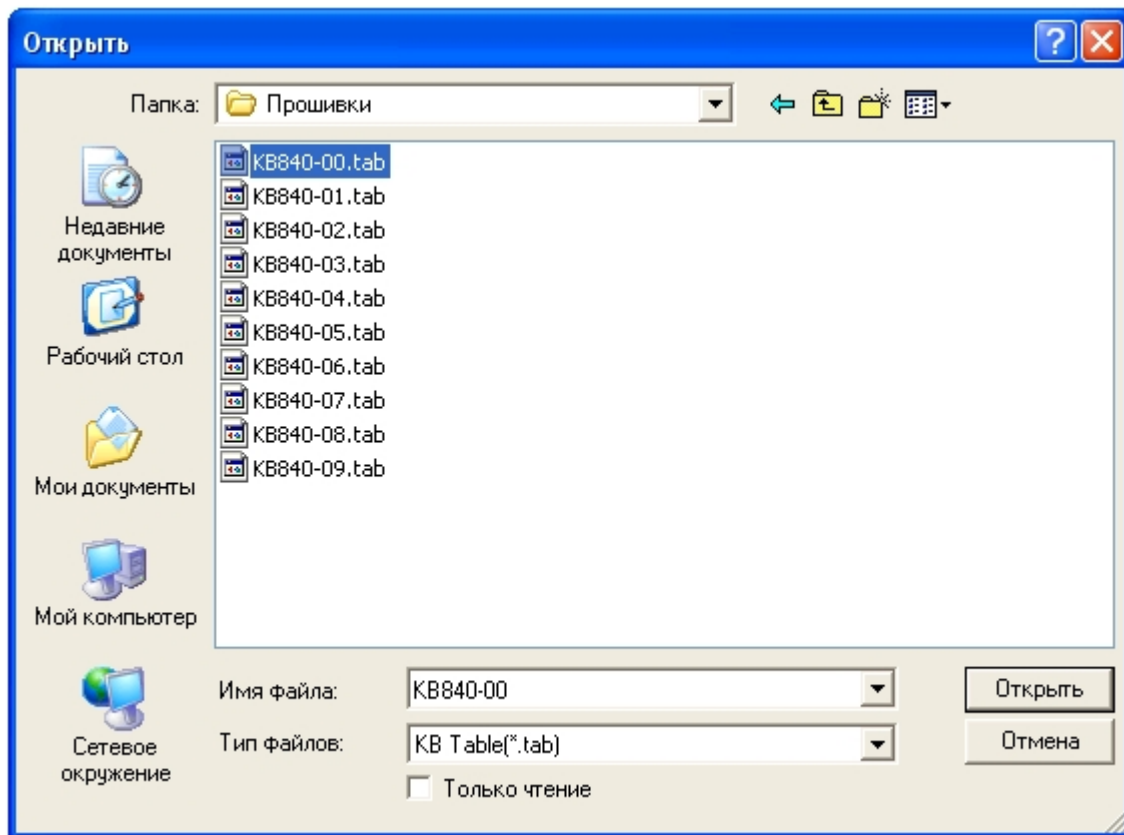 Открыть
Папка: Прошивки
Недавние документы
Рабочий стол
Мои документы
Мой компьютер
Сетевое окружение
KB840-00.tab
KB840-01.tab
KB840-02.tab
KB840-03.tab
KB840-04.tab
KB840-05.tab
KB840-06.tab
KB840-07.tab
KB840-08.tab
KB840-09.tab
Имя файла: KB840-00 Открыть
Тип файлов: KB Table(*.tab) Отмена
Только чтение